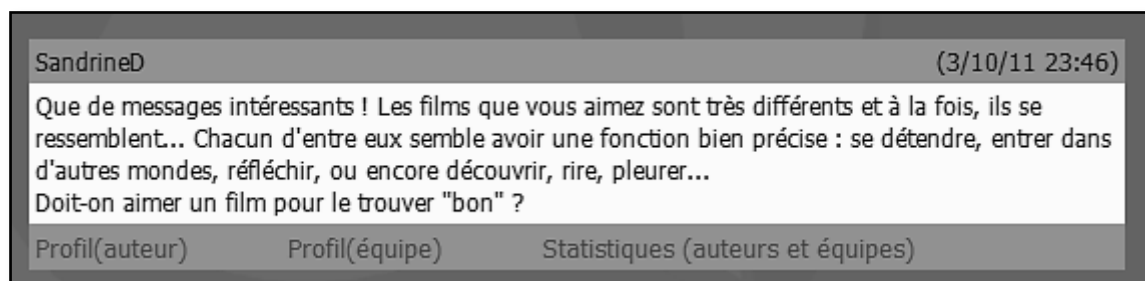 SandrineD (3/10/11 23:46)
Que de messages intéressants ! Les films que vous aimez sont très différents et à la fois, ils se
ressemblent... Chacun d'entre eux semble avoir une fonction bien précise : se détendre, entrer dans
d'autres mondes, réfléchir, ou encore découvrir, rire, pleurer...
Doit-on aimer un film pour le trouver "bon" ?
Profil(auteur) Profil(équipe) Statistiques (auteurs et équipes)